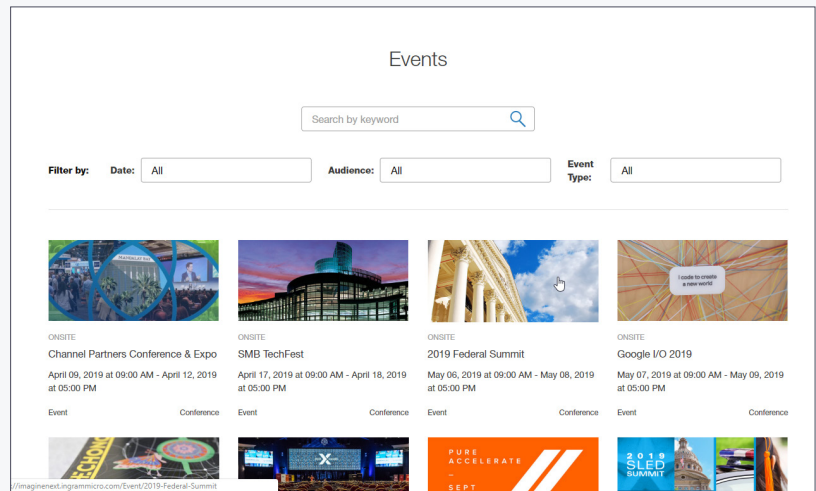 Events
Search by keyword
Filter by:
Date:
All
Audience:
All
Event
Type:
All
MANDALAY BAY
I code to create
a new world
ONSITE
Channel Partners Conference & Expo
April 09, 2019 at 09:00 AM - April 12, 2019
at 05:00 PM
Event
Conference
ONSITE
SMB TechFest
April 17, 2019 at 09:00 AM - April 18, 2019
at 05:00 PM
Event
Conference
ONSITE
2019 Federal Summit
May 06, 2019 at 09:00 AM - May 08, 2019
at 05:00 PM
Event
Conference
ONSITE
Google I/O 2019
May 07, 2019 at 09:00 AM - May 09, 2019
at 05:00 PM
Event
Conference
X
PURE
ACCELERATE
–
SEPT
2019
SLED
SUMMIT
//imaginenext.ingrammicro.com/Event/2019-Federal-Summit